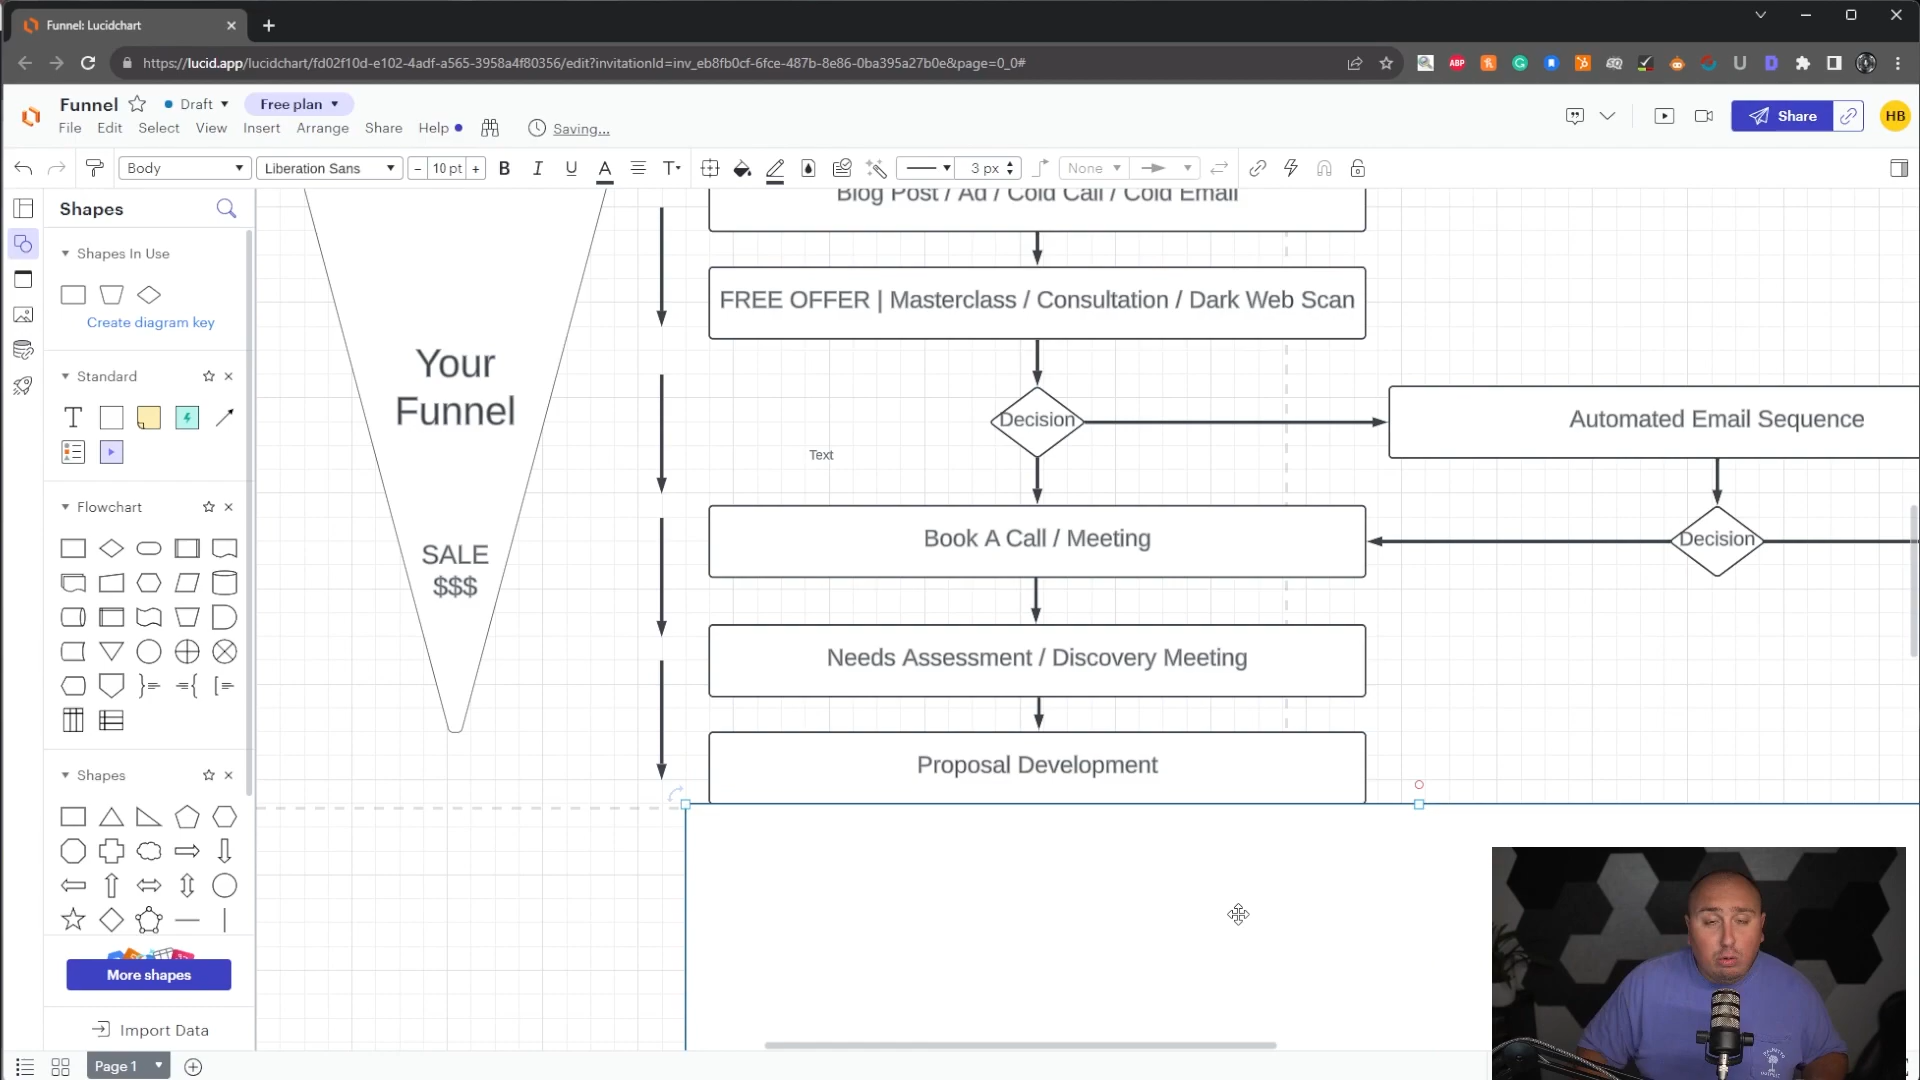 Funnel: Lucidchart
https://lucid.app/lucidchart/fd02f10d-e102-4adf-a565-3958a4f80356/edit?invitationId=inv_eb8fb0cf-6fce-487b-8e86-0ba395a27b0e&page=0_0#
ABP
Funnel
Draft
Free plan
File
Edit
Select
View
Insert
Arrange
Share
Help
Saving...
Share
HB
Body
Liberation Sans
10 pt
B
I
U
A
3 px
None
Shapes
Shapes In Use
Create diagram key
Standard
T
Flowchart
Shapes
More shapes
Import Data
Your
Funnel
SALE
$$$
Blog Post / Ad / Cold Call / Cold Email
FREE OFFER | Masterclass / Consultation / Dark Web Scan
Decision
Automated Email Sequence
Text
Book A Call / Meeting
Decision
Needs Assessment / Discovery Meeting
Proposal Development
Page 1